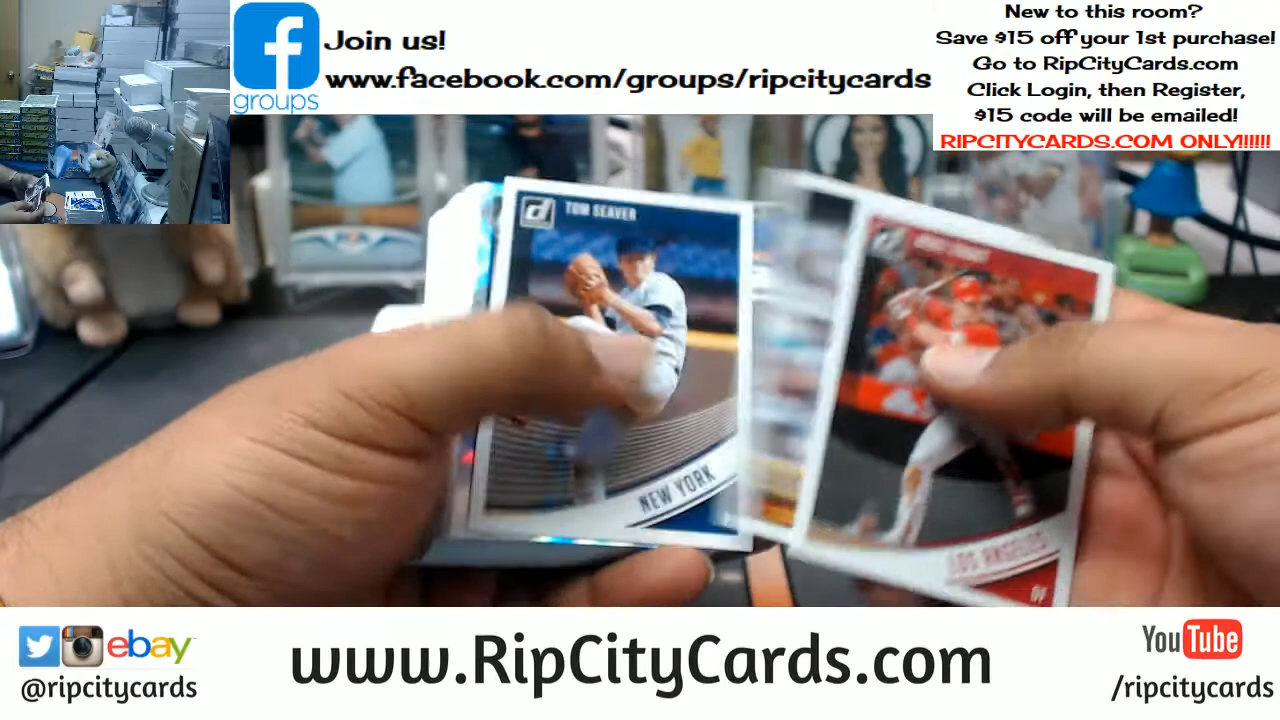 Join us!
www.facebook.com/groups/ripcitycards
groups
New to this room?
Save $15 off your 1st purchase!
Go to RipCityCards.com
Click Login, then Register,
$15 code will be emailed!
RIPCITYCARDS.COM ONLY!!!!!!
TOM SEAVER
NEW YORK
LOS ANGELES
ebay
@ripcitycards
www.RipCityCards.com
YouTube
/ripcitycards